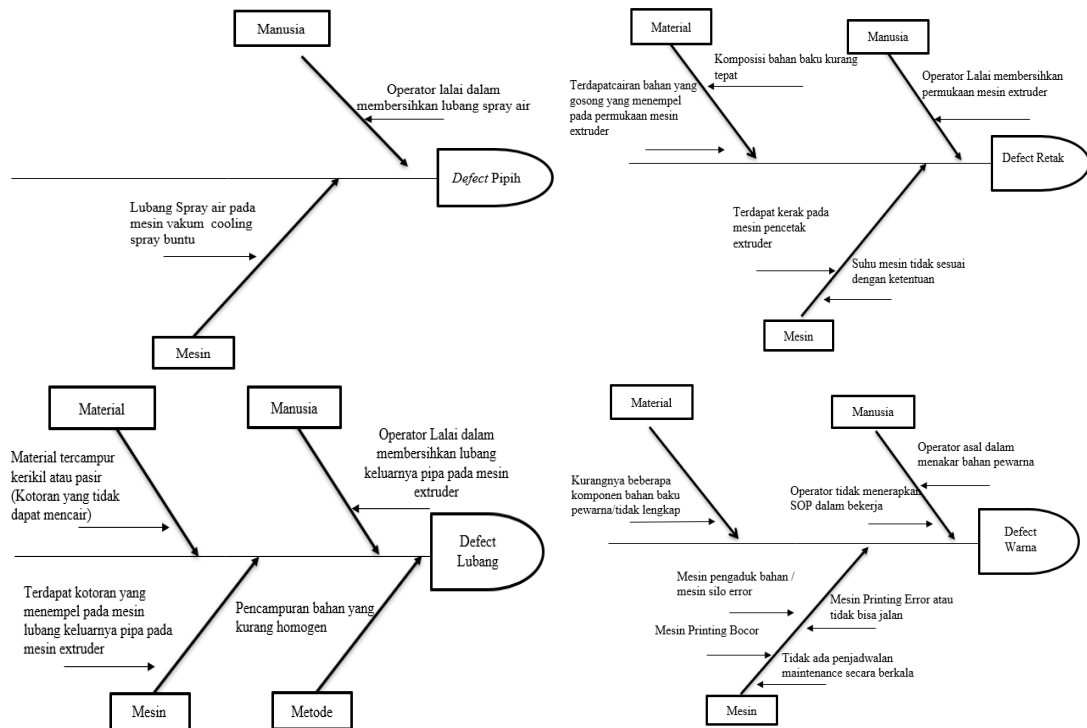 Manusia
Operator lalai dalam
membersihkan lubang spray air
Defect Pipih
Lubang Spray air pada
mesin vakum cooling
spray buntu
Mesin
Material
Manusia
Komposisi bahan baku kurang
tepat
Terdapatcairan bahan yang
gosong yang menempel
pada permukaan mesin
extruder
Operator Lalai membersihkan
permukaan mesin extruder
Defect Retak
Terdapat kerak pada
mesin pencetak
extruder
Suhu mesin tidak sesuai
dengan ketentuan
Mesin
Material
Manusia
Material tercampur
kerikil atau pasir
(Kotoran yang tidak
dapat mencair)
Operator Lalai dalam
membersihkan lubang
keluarnya pipa pada mesin
extruder
Defect
Lubang
Terdapat kotoran yang
menempel pada mesin
lubang keluarnya pipa pada
mesin extruder
Pencampuran bahan yang
kurang homogen
Mesin
Metode
Material
Manusia
Operator asal dalam
menakar bahan pewarna
Kurangnya beberapa
komponen bahan baku
pewarna/tidak lengkap
Operator tidak menerapkan
SOP dalam bekerja
Defect
Warna
Mesin pengaduk bahan /
mesin silo error
Mesin Printing Error atau
tidak bisa jalan
Mesin Printing Bocor
Tidak ada penjadwalan
maintenance secara berkala
Mesin